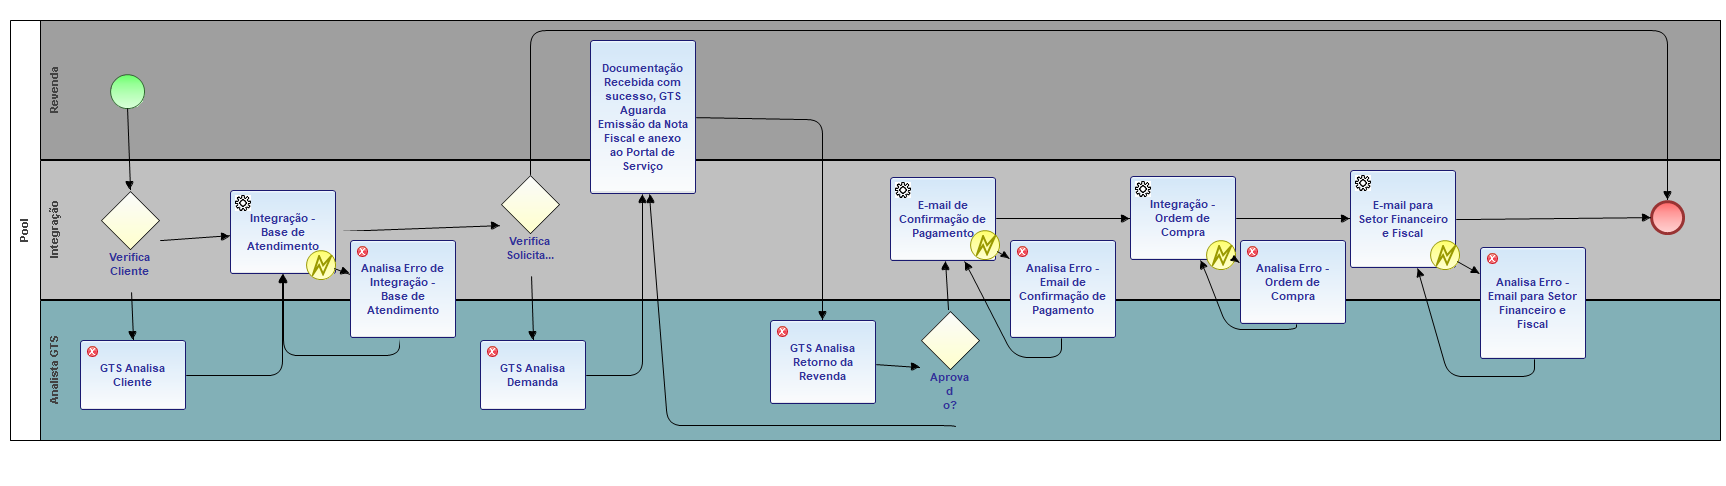 Pool
Revenda
Integração
Analista GTS
Documentação
Recebida com
sucesso, GTS
Aguarda
Emissão da Nota
Fiscal e anexo
ao Portal de
Serviço
Verifica
Cliente
Integração -
Base de
Atendimento
Analisa Erro de
Integração -
Base de
Atendimento
Verifica
Solicita...
E-mail de
Confirmação de
Pagamento
Analisa Erro -
Email de
Confirmação de
Pagamento
Integração -
Ordem de
Compra
Analisa Erro -
Ordem de
Compra
E-mail para
Setor Financeiro
e Fiscal
Analisa Erro -
Email para Setor
Financeiro e
Fiscal
GTS Analisa
Cliente
GTS Analisa
Demanda
GTS Analisa
Retorno da
Revenda
Aprova
d
o?